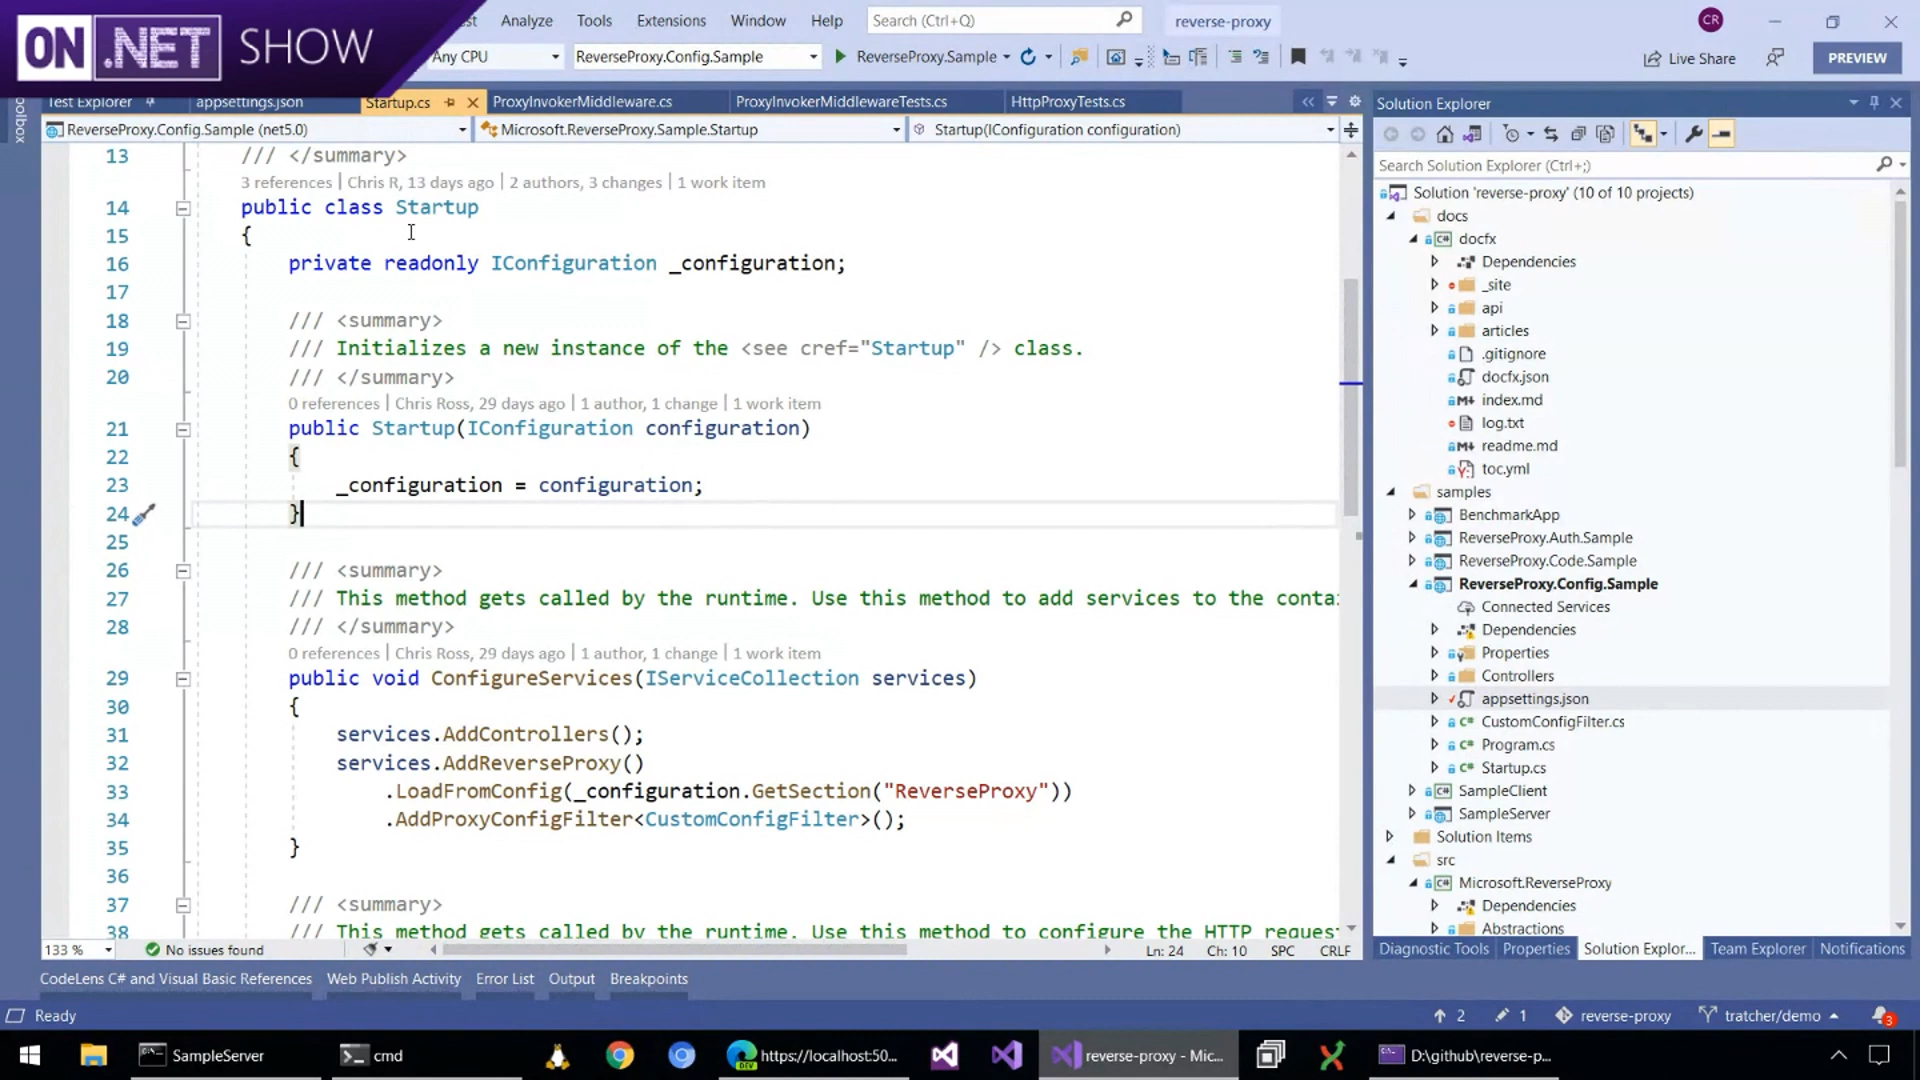 ON .NET SHOW
Analyze Tools Extensions Window Help Search (Ctrl+Q) reverse-proxy CR
Any CPU ReverseProxy.Config.Sample ReverseProxy.Sample Live Share PREVIEW
Test Explorer appsettings.json Startup.cs ProxyInvokerMiddleware.cs ProxyInvokerMiddlewareTests.cs HttpProxyTests.cs
ReverseProxy.Config.Sample (net5.0) Microsoft.ReverseProxy.Sample.Startup Startup(IConfiguration configuration)
13 /// </summary>
3 references | Chris R, 13 days ago | 2 authors, 3 changes | 1 work item
14 public class Startup
15 {
16 private readonly IConfiguration _configuration;
17
18 /// <summary>
19 /// Initializes a new instance of the <see cref="Startup" /> class.
20 /// </summary>
0 references | Chris Ross, 29 days ago | 1 author, 1 change | 1 work item
21 public Startup(IConfiguration configuration)
22 {
23 _configuration = configuration;
24 }
25
26 /// <summary>
27 /// This method gets called by the runtime. Use this method to add services to the conta
28 /// </summary>
0 references | Chris Ross, 29 days ago | 1 author, 1 change | 1 work item
29 public void ConfigureServices(IServiceCollection services)
30 {
31 services.AddControllers();
32 services.AddReverseProxy()
33 .LoadFromConfig(_configuration.GetSection("ReverseProxy"))
34 .AddProxyConfigFilter<CustomConfigFilter>();
35 }
36
37 /// <summary>
38 /// This method gets called by the runtime. Use this method to configure the HTTP reques
133 % No issues found Ln: 24 Ch: 10 SPC CRLF
CodeLens C# and Visual Basic References Web Publish Activity Error List Output Breakpoints
Solution Explorer
Search Solution Explorer (Ctrl+;)
Solution 'reverse-proxy' (10 of 10 projects)
docs
docfx
Dependencies
_site
api
articles
.gitignore
docfx.json
index.md
log.txt
readme.md
toc.yml
samples
BenchmarkApp
ReverseProxy.Auth.Sample
ReverseProxy.Code.Sample
ReverseProxy.Config.Sample
Connected Services
Dependencies
Properties
Controllers
appsettings.json
CustomConfigFilter.cs
Program.cs
Startup.cs
SampleClient
SampleServer
Solution Items
src
Microsoft.ReverseProxy
Dependencies
Abstractions
Diagnostic Tools Properties Solution Explor... Team Explorer Notifications
Ready 2 1 reverse-proxy tratcher/demo 3
SampleServer cmd https://localhost:50... reverse-proxy - Mic... D:\github\reverse-p...